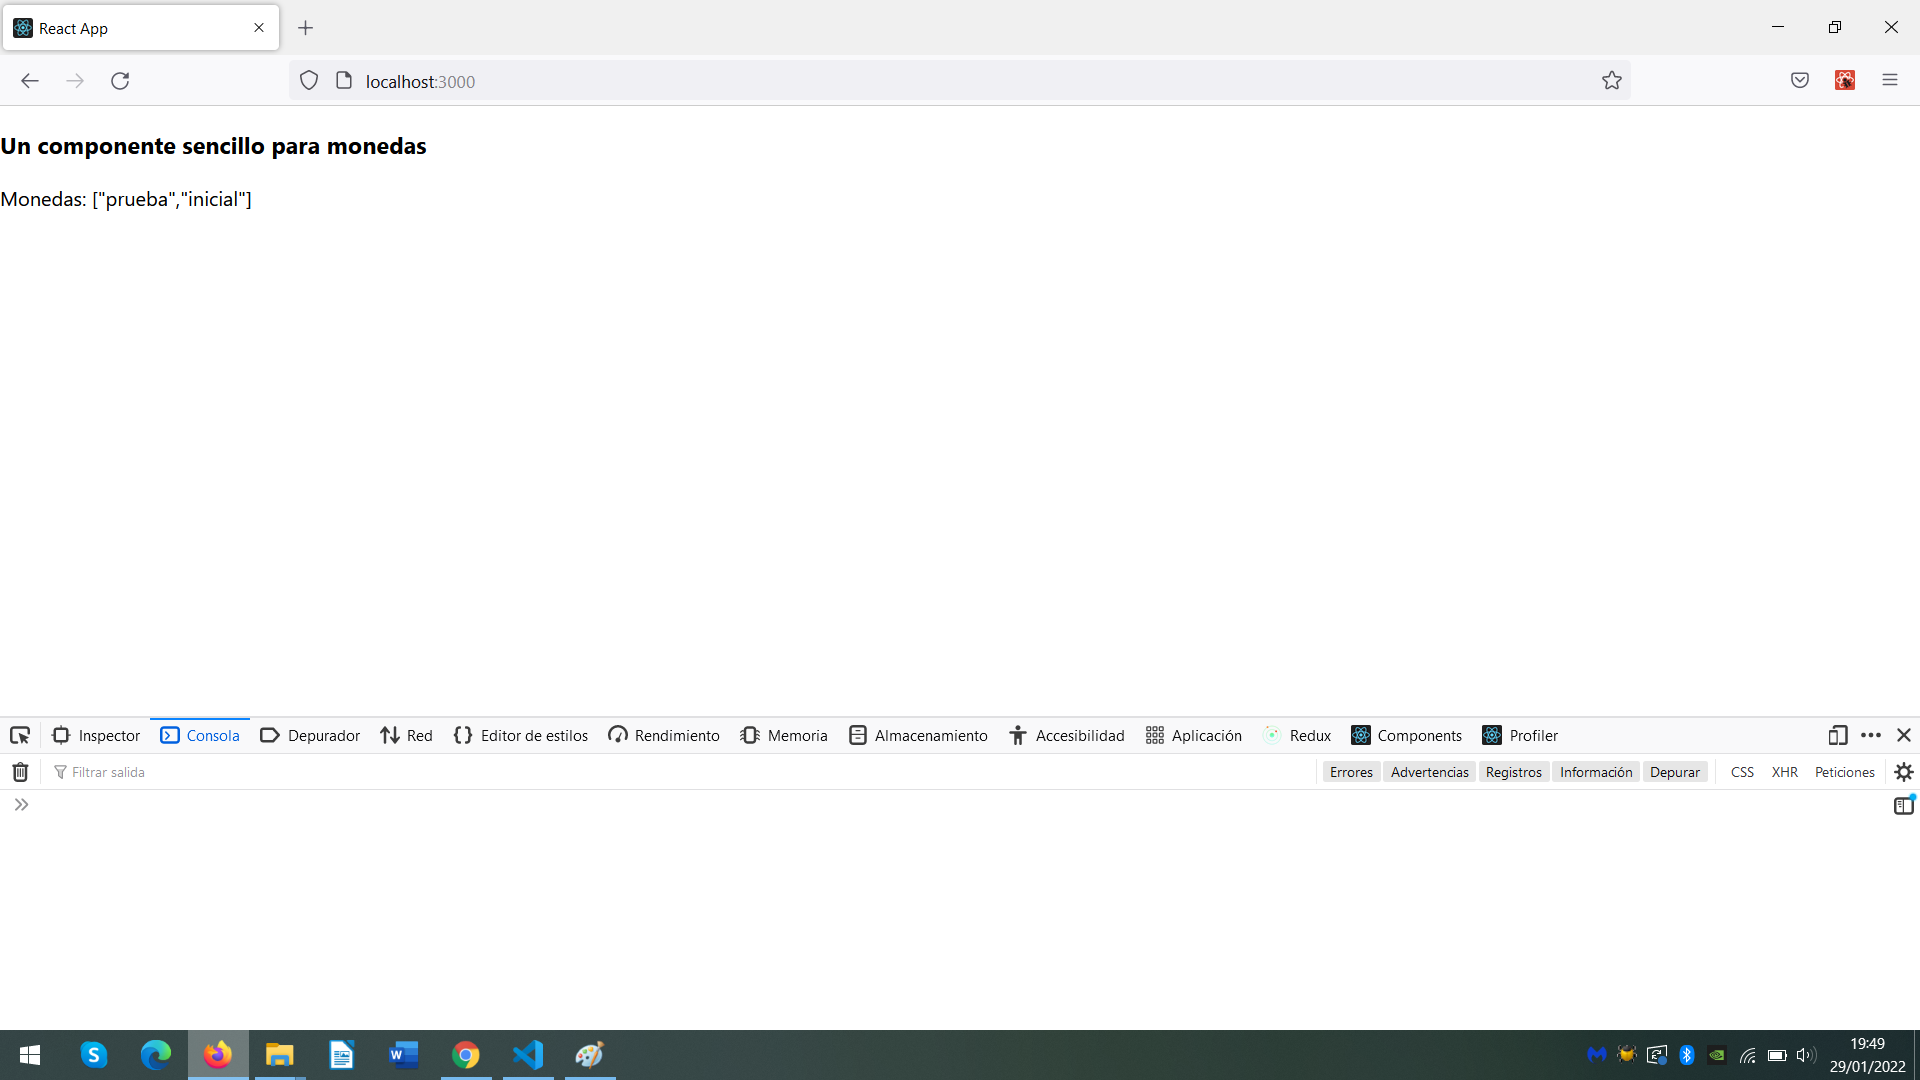 React App
localhost:3000
Un componente sencillo para monedas
Monedas: ["prueba","inicial"]
Inspector Consola Depurador Red Editor de estilos Rendimiento Memoria Almacenamiento Accesibilidad Aplicación Redux Components Profiler
Filtrar salida Errores Advertencias Registros Información Depurar CSS XHR Peticiones
19:49
29/01/2022